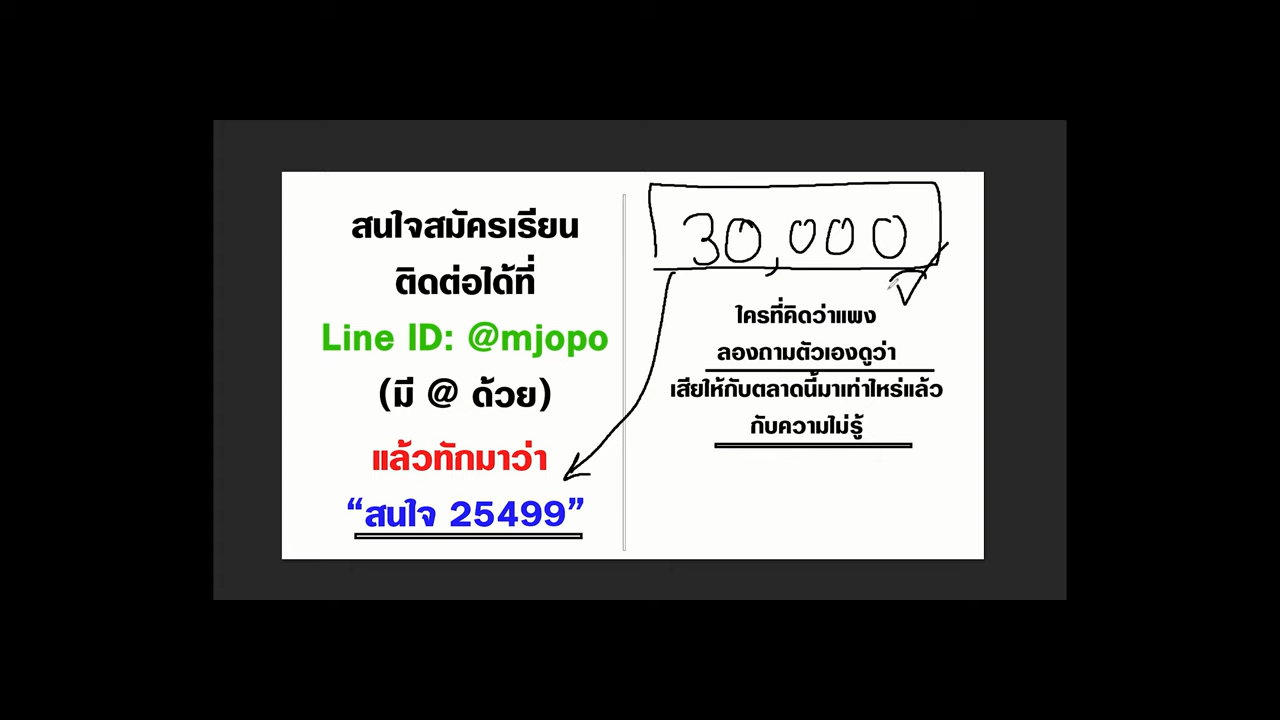 สนใจสมัครเรียน
ติดต่อได้ที่
Line ID: @mjopo
(มี @ ด้วย)
แล้วทักมาว่า
“สนใจ 25499”
30,000
ใครที่คิดว่าแพง
ลองถามตัวเองดูว่า
เสียให้กับตลาดนี้มาเท่าไหร่แล้ว
กับความไม่รู้